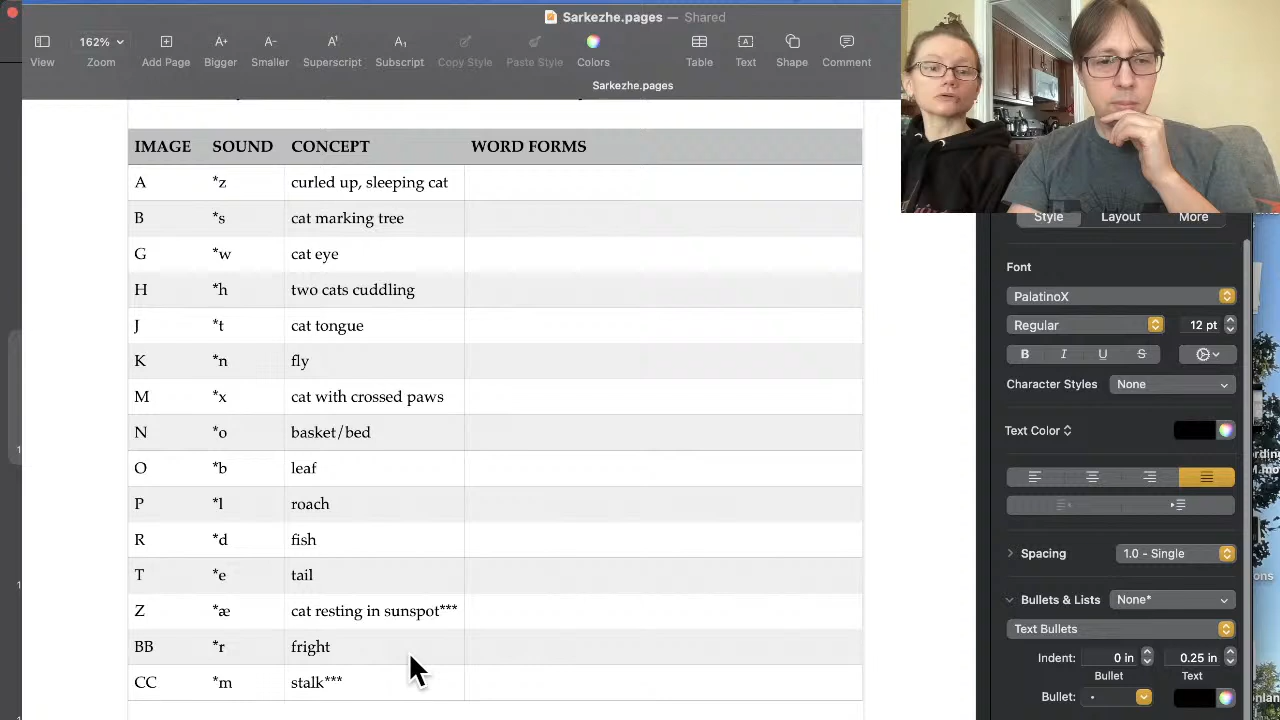 Sarkezhe.pages — Shared
View 162% Zoom Add Page Bigger Smaller Superscript Subscript Copy Style Paste Style Colors Table Text Shape Comment
Sarkezhe.pages
IMAGE SOUND CONCEPT WORD FORMS
A *z curled up, sleeping cat
B *s cat marking tree
G *w cat eye
H *h two cats cuddling
J *t cat tongue
K *n fly
M *x cat with crossed paws
N *o basket/bed
O *b leaf
P *l roach
R *d fish
T *e tail
Z *æ cat resting in sunspot***
BB *r fright
CC *m stalk***
Style Layout More
Font
PalatinoX
Regular 12 pt
B I U S
Character Styles None
Text Color
Spacing 1.0 - Single
Bullets & Lists None*
Text Bullets
Indent: 0 in 0.25 in
Bullet Text
Bullet: •